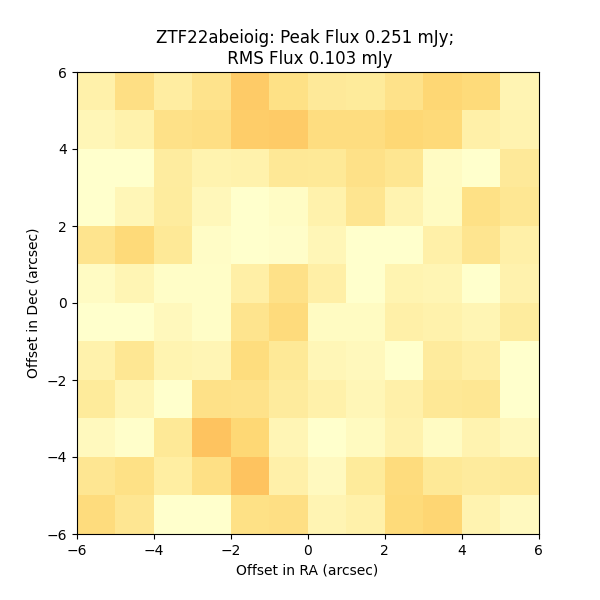 ZTF22abeioig: Peak Flux 0.251 mJy;
RMS Flux 0.103 mJy
6
4
2
0
−2
−4
−6
Offset in Dec (arcsec)
−6 −4 −2 0 2 4 6
Offset in RA (arcsec)